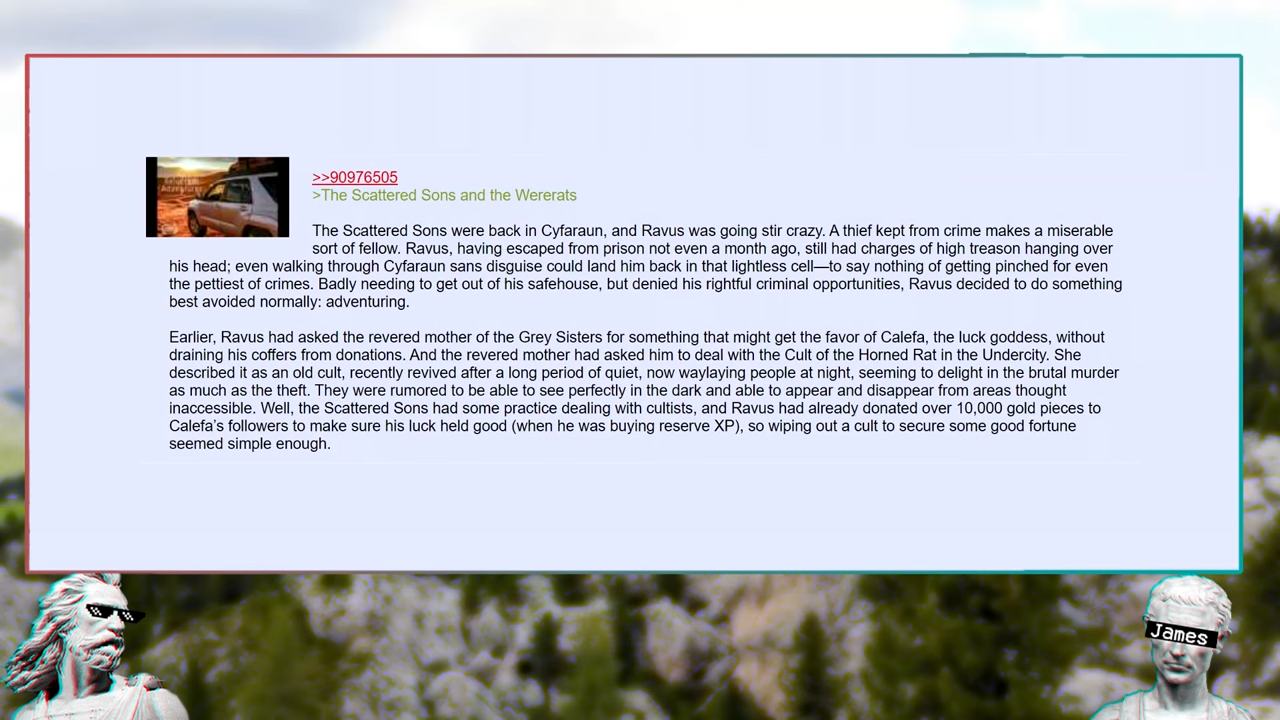 >>90976505
>The Scattered Sons and the Wererats
The Scattered Sons were back in Cyfaraun, and Ravus was going stir crazy. A thief kept from crime makes a miserable
sort of fellow. Ravus, having escaped from prison not even a month ago, still had charges of high treason hanging over
his head; even walking through Cyfaraun sans disguise could land him back in that lightless cell—to say nothing of getting pinched for even
the pettiest of crimes. Badly needing to get out of his safehouse, but denied his rightful criminal opportunities, Ravus decided to do something
best avoided normally: adventuring.
Earlier, Ravus had asked the revered mother of the Grey Sisters for something that might get the favor of Calefa, the luck goddess, without
draining his coffers from donations. And the revered mother had asked him to deal with the Cult of the Horned Rat in the Undercity. She
described it as an old cult, recently revived after a long period of quiet, now waylaying people at night, seeming to delight in the brutal murder
as much as the theft. They were rumored to be able to see perfectly in the dark and able to appear and disappear from areas thought
inaccessible. Well, the Scattered Sons had some practice dealing with cultists, and Ravus had already donated over 10,000 gold pieces to
Calefa's followers to make sure his luck held good (when he was buying reserve XP), so wiping out a cult to secure some good fortune
seemed simple enough.
James